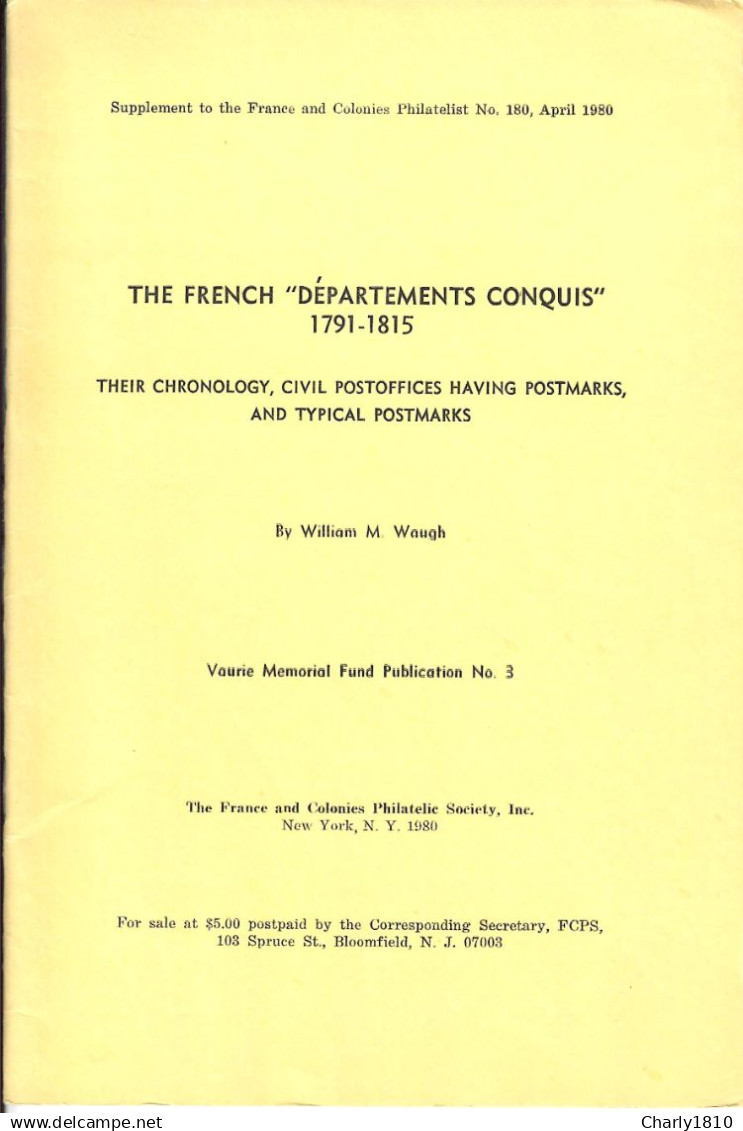 Supplement to the France and Colonies Philatelist No. 180, April 1980
THE FRENCH "DÉPARTEMENTS CONQUIS"
1791-1815
THEIR CHRONOLOGY, CIVIL POSTOFFICES HAVING POSTMARKS,
AND TYPICAL POSTMARKS
By William M. Waugh
Vaurie Memorial Fund Publication No. 3
The France and Colonies Philatelic Society, Inc.
New York, N. Y. 1980
For sale at $5.00 postpaid by the Corresponding Secretary, FCPS,
103 Spruce St., Bloomfield, N. J. 07003
www.delcampe.net
Charly1810